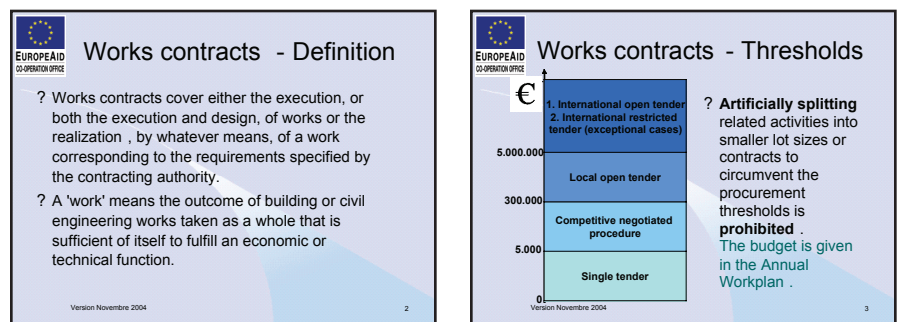 EUROPEAID
CO-OPERATION OFFICE
Works contracts - Definition
? Works contracts cover either the execution, or
both the execution and design, of works or the
realization , by whatever means, of a work
corresponding to the requirements specified by
the contracting authority.
? A 'work' means the outcome of building or civil
engineering works taken as a whole that is
sufficient of itself to fulfill an economic or
technical function.
Version Novembre 2004
2
EUROPEAID
CO-OPERATION OFFICE
Works contracts - Thresholds
€
1. International open tender
2. International restricted
tender (exceptional cases)
5.000.000
Local open tender
300.000
Competitive negotiated
procedure
5.000
Single tender
0
? Artificially splitting
related activities into
smaller lot sizes or
contracts to
circumvent the
procurement
thresholds is
prohibited .
The budget is given
in the Annual
Workplan .
Version Novembre 2004
3